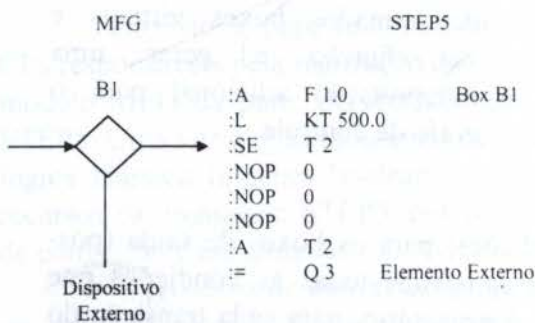 MFG STEP5
B1
:A F 1.0 Box B1
:L KT 500.0
:SE T 2
:NOP 0
:NOP 0
:NOP 0
:A T 2
:= Q 3 Elemento Externo
Dispositivo
Externo